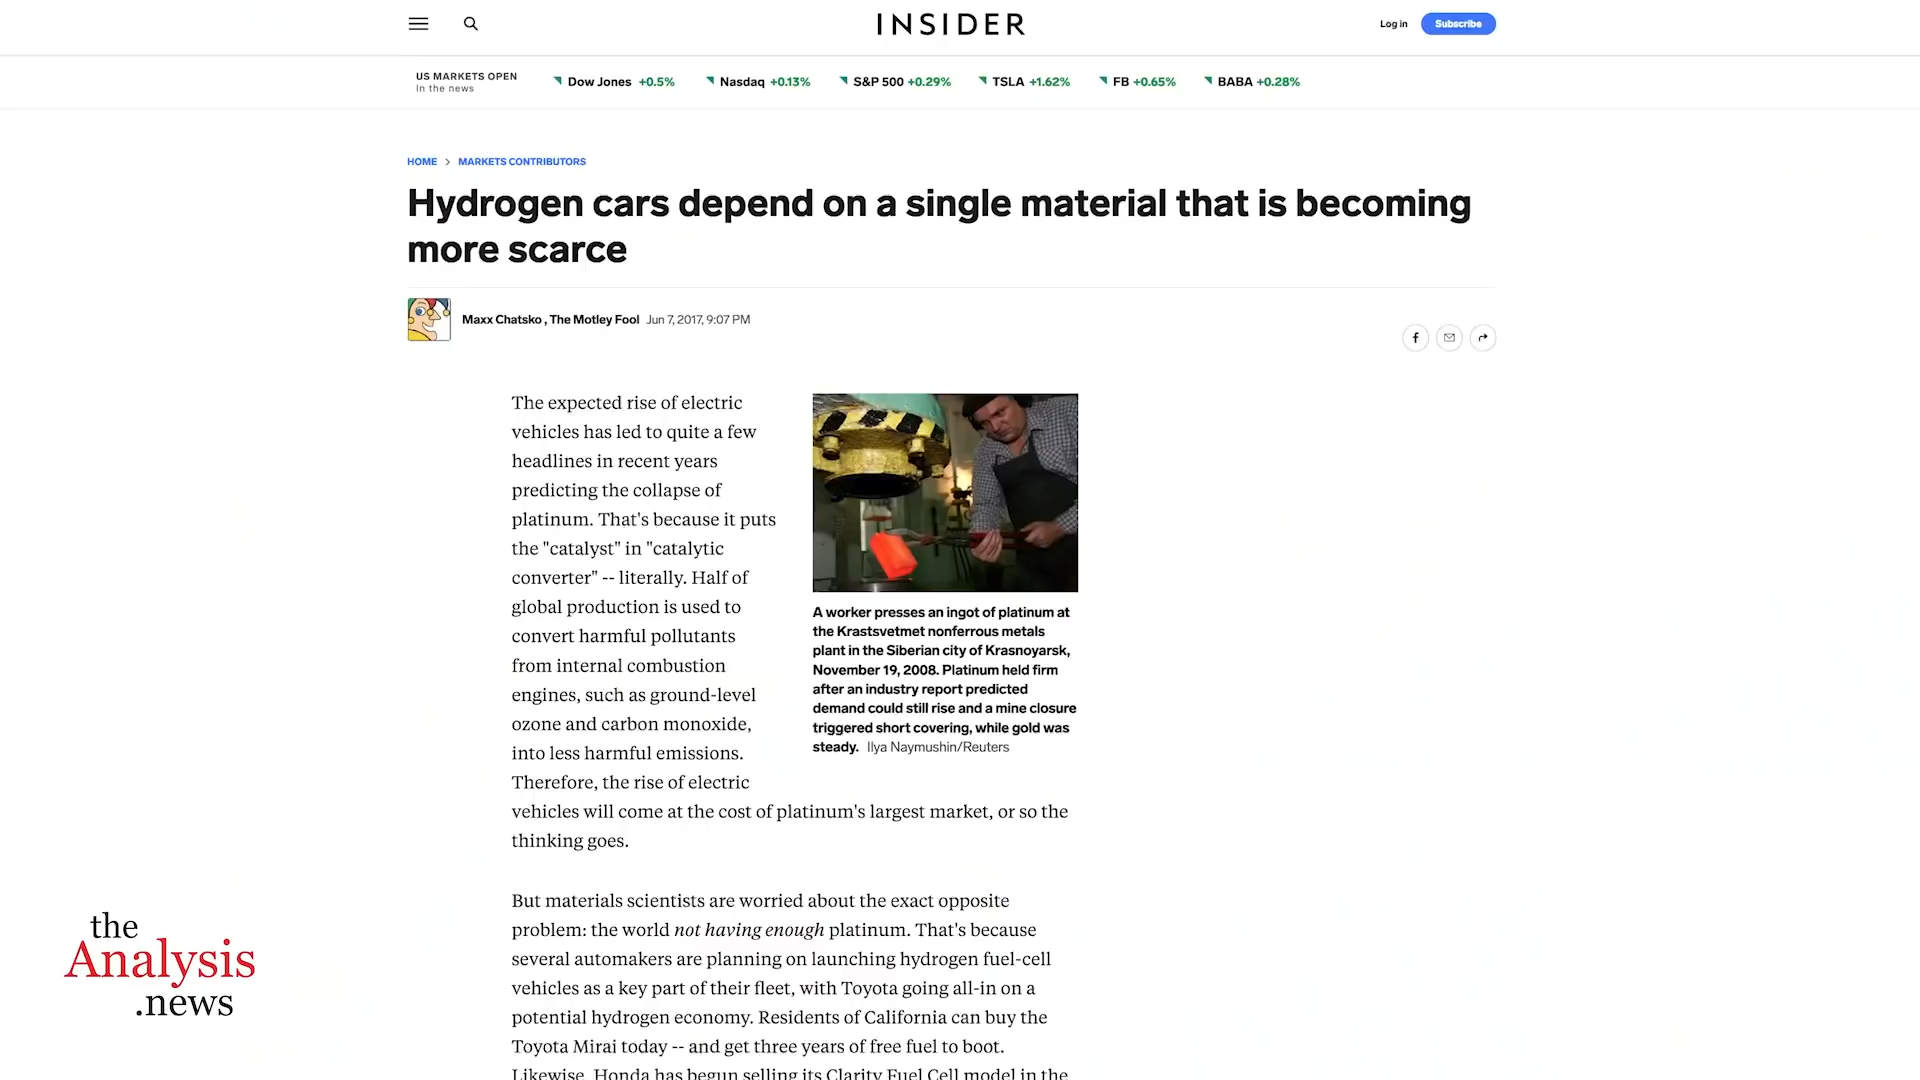 INSIDER
Log in
Subscribe
US MARKETS OPEN
In the news
Dow Jones +0.5%
Nasdaq +0.13%
S&P 500 +0.29%
TSLA +1.62%
FB +0.65%
BABA +0.28%
HOME > MARKETS CONTRIBUTORS
Hydrogen cars depend on a single material that is becoming
more scarce
Maxx Chatsko , The Motley Fool Jun 7, 2017, 9:07 PM
The expected rise of electric
vehicles has led to quite a few
headlines in recent years
predicting the collapse of
platinum. That's because it puts
the "catalyst" in "catalytic
converter" -- literally. Half of
global production is used to
convert harmful pollutants
from internal combustion
engines, such as ground-level
ozone and carbon monoxide,
into less harmful emissions.
Therefore, the rise of electric
vehicles will come at the cost of platinum's largest market, or so the
thinking goes.
A worker presses an ingot of platinum at
the Krastsvetmet nonferrous metals
plant in the Siberian city of Krasnoyarsk,
November 19, 2008. Platinum held firm
after an industry report predicted
demand could still rise and a mine closure
triggered short covering, while gold was
steady. Ilya Naymushin/Reuters
But materials scientists are worried about the exact opposite
problem: the world not having enough platinum. That's because
several automakers are planning on launching hydrogen fuel-cell
vehicles as a key part of their fleet, with Toyota going all-in on a
potential hydrogen economy. Residents of California can buy the
Toyota Mirai today -- and get three years of free fuel to boot.
Likewise, Honda has begun selling its Clarity Fuel Cell model in the
the
Analysis
.news